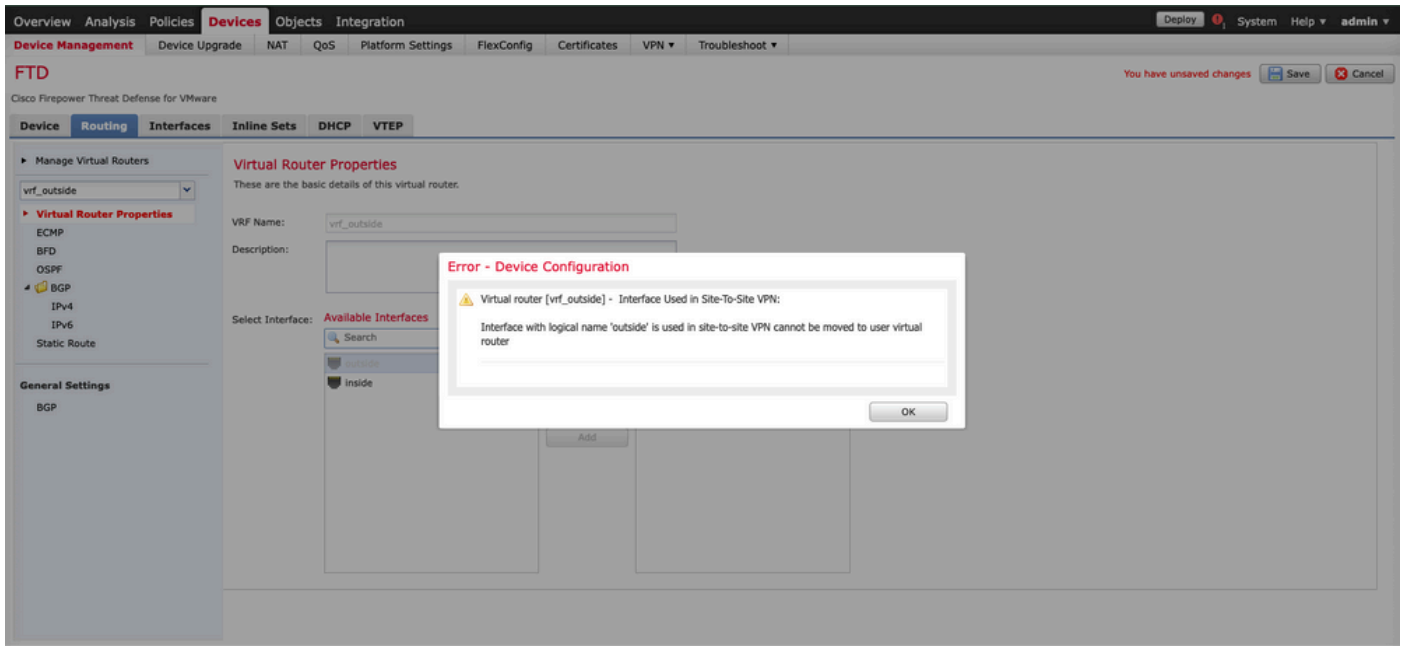 Overview Analysis Policies Devices Objects Integration Deploy System Help admin
Device Management Device Upgrade NAT QoS Platform Settings FlexConfig Certificates VPN Troubleshoot
FTD
You have unsaved changes Save Cancel
Cisco Firepower Threat Defense for VMware
Device Routing Interfaces Inline Sets DHCP VTEP
Manage Virtual Routers
vrf_outside
Virtual Router Properties
ECMP
BFD
OSPF
BGP
IPv4
IPv6
Static Route
General Settings
BGP
Virtual Router Properties
These are the basic details of this virtual router.
VRF Name: vrf_outside
Description:
Select Interface: Available Interfaces
Search
outside
inside
Add
Error - Device Configuration
Virtual router [vrf_outside] - Interface Used in Site-To-Site VPN:
Interface with logical name 'outside' is used in site-to-site VPN cannot be moved to user virtual
router
OK